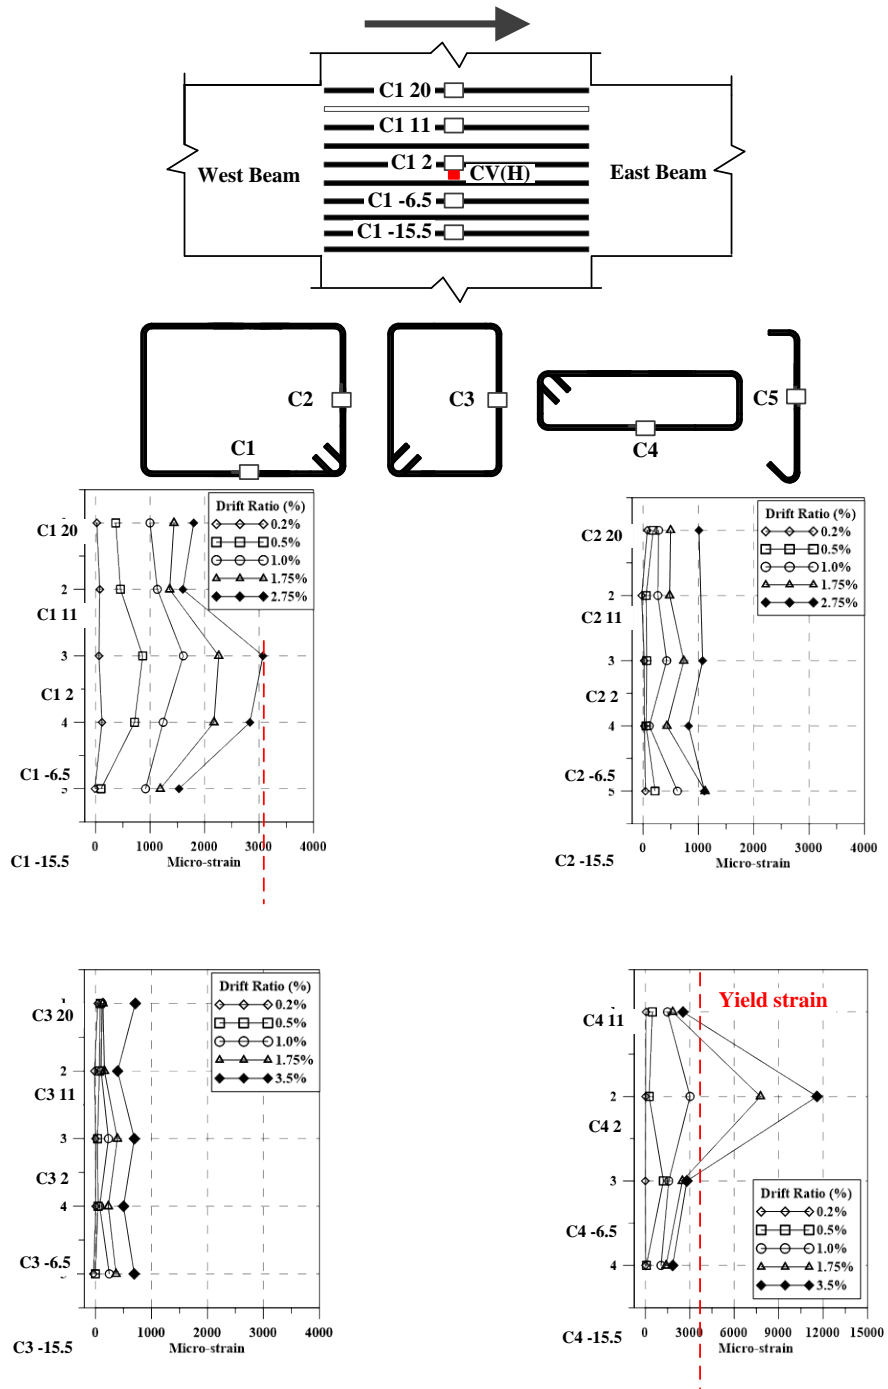 C1 20
C1 11
C1 2
CV(H)
West Beam
East Beam
C1 -6.5
C1 -15.5
C2
C3
C5
C1
C4
Drift Ratio (%)
0.2%
0.5%
1.0%
1.75%
2.75%
C1 20
2
C1 11
3
C1 2
4
C1 -6.5
5
0 1000 2000 3000 4000
Micro-strain
C1 -15.5
Drift Ratio (%)
0.2%
0.5%
1.0%
1.75%
2.75%
C2 20
2
C2 11
3
C2 2
4
C2 -6.5
5
0 1000 2000 3000 4000
Micro-strain
C2 -15.5
Drift Ratio (%)
0.2%
0.5%
1.0%
1.75%
3.5%
C3 20
2
C3 11
3
C3 2
4
C3 -6.5
0 1000 2000 3000 4000
Micro-strain
C3 -15.5
Yield strain
C4 11
2
C4 2
3
Drift Ratio (%)
0.2%
0.5%
1.0%
1.75%
3.5%
C4 -6.5
4
0 3000 6000 9000 12000 15000
Micro-strain
C4 -15.5